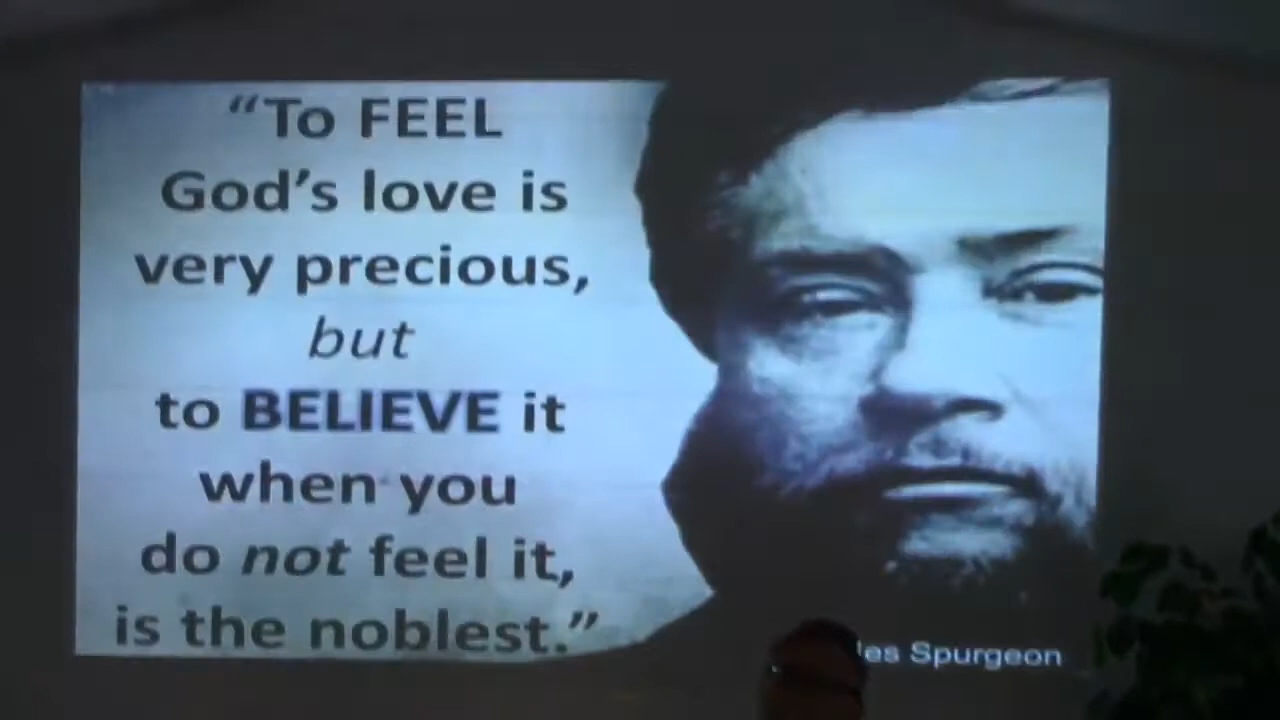 “To FEEL
God’s love is
very precious,
but
to BELIEVE it
when you
do not feel it,
is the noblest.”
les Spurgeon